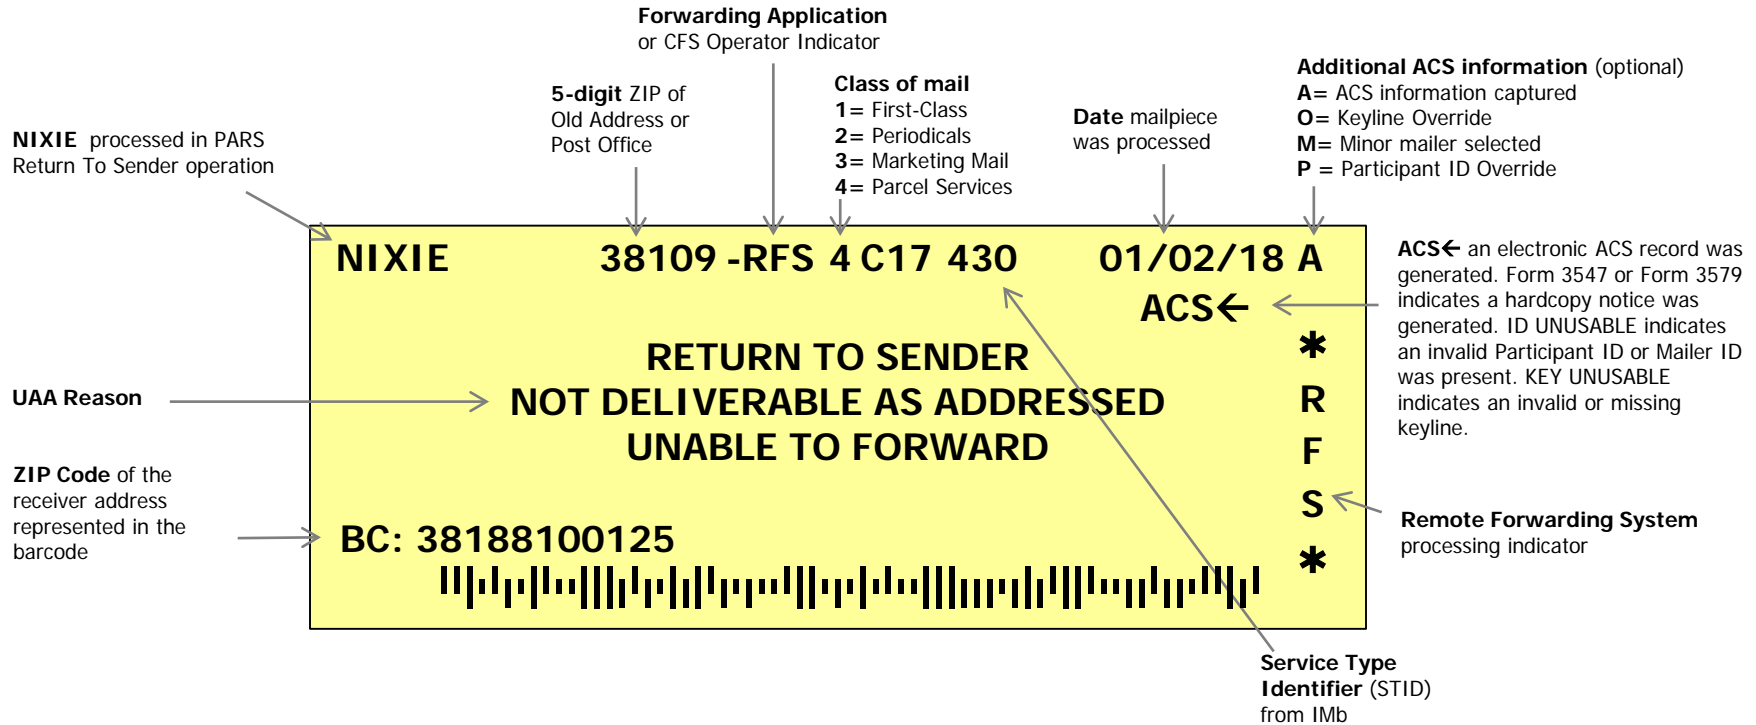 Forwarding Application
or CFS Operator Indicator
5-digit ZIP of
Old Address or
Post Office
Class of mail
1= First-Class
2= Periodicals
3= Marketing Mail
4= Parcel Services
Date mailpiece
was processed
Additional ACS information (optional)
A= ACS information captured
O= Keyline Override
M= Minor mailer selected
P = Participant ID Override
NIXIE processed in PARS
Return To Sender operation
NIXIE 38109 -RFS 4 C17 430 01/02/18 A
ACS←
RETURN TO SENDER
NOT DELIVERABLE AS ADDRESSED
UNABLE TO FORWARD
BC: 38188100125
*
R
F
S
*
ACS← an electronic ACS record was
generated. Form 3547 or Form 3579
indicates a hardcopy notice was
generated. ID UNUSABLE indicates
an invalid Participant ID or Mailer ID
was present. KEY UNUSABLE
indicates an invalid or missing
keyline.
UAA Reason
ZIP Code of the
receiver address
represented in the
barcode
Remote Forwarding System
processing indicator
Service Type
Identifier (STID)
from IMb